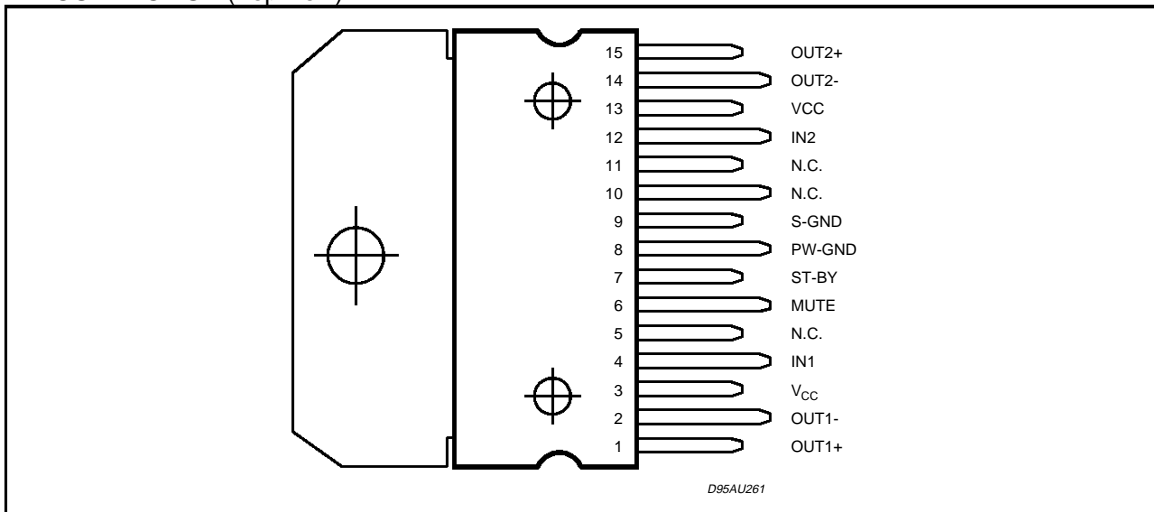 15 OUT2+
14 OUT2-
13 VCC
12 IN2
11 N.C.
10 N.C.
9 S-GND
8 PW-GND
7 ST-BY
6 MUTE
5 N.C.
4 IN1
3 VCC
2 OUT1-
1 OUT1+
D95AU261